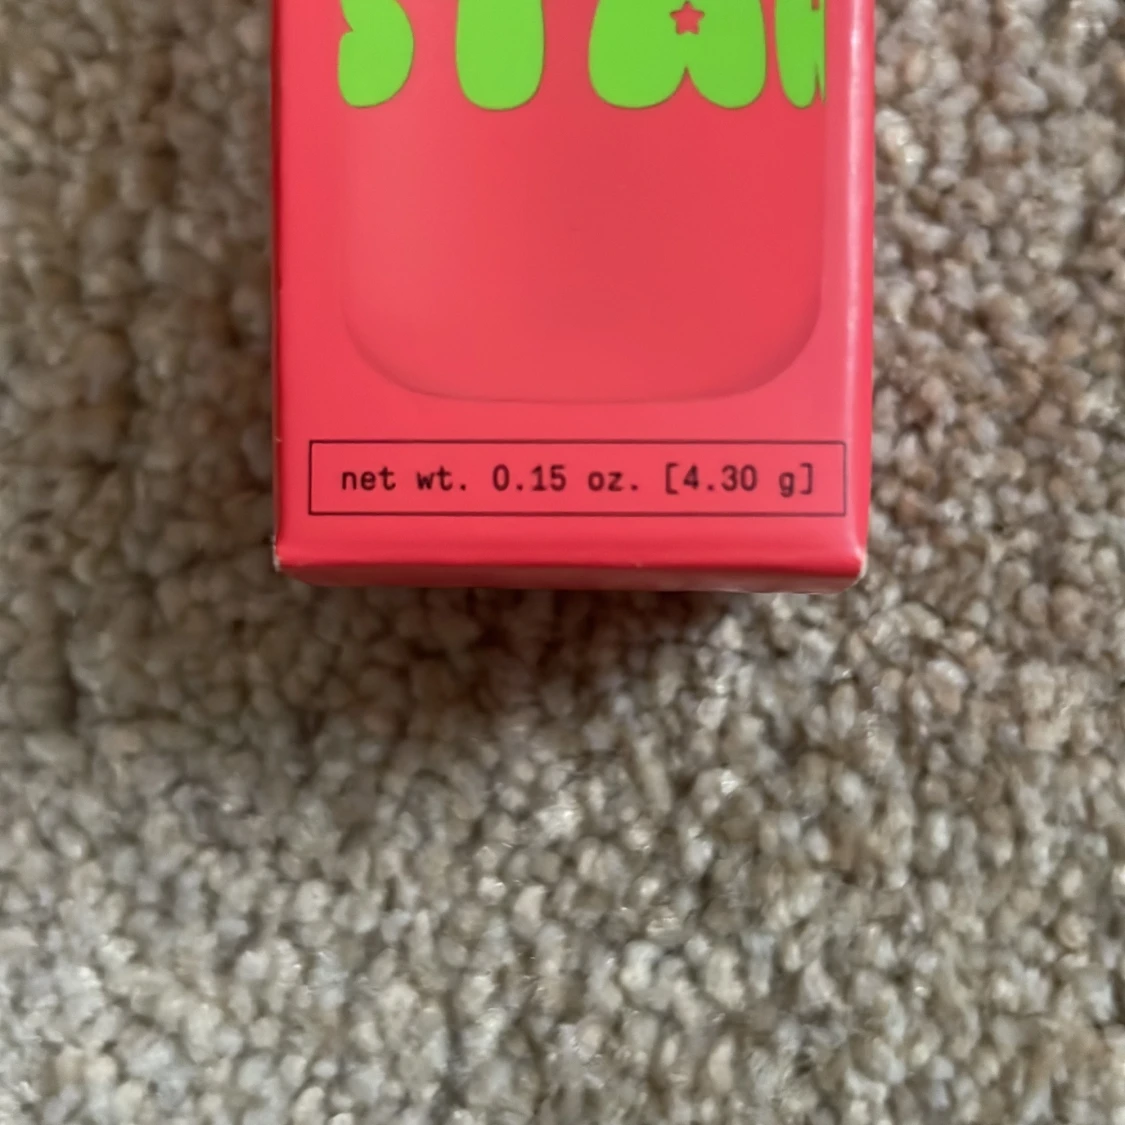 net wt. 0.15 oz. [4.30 g]